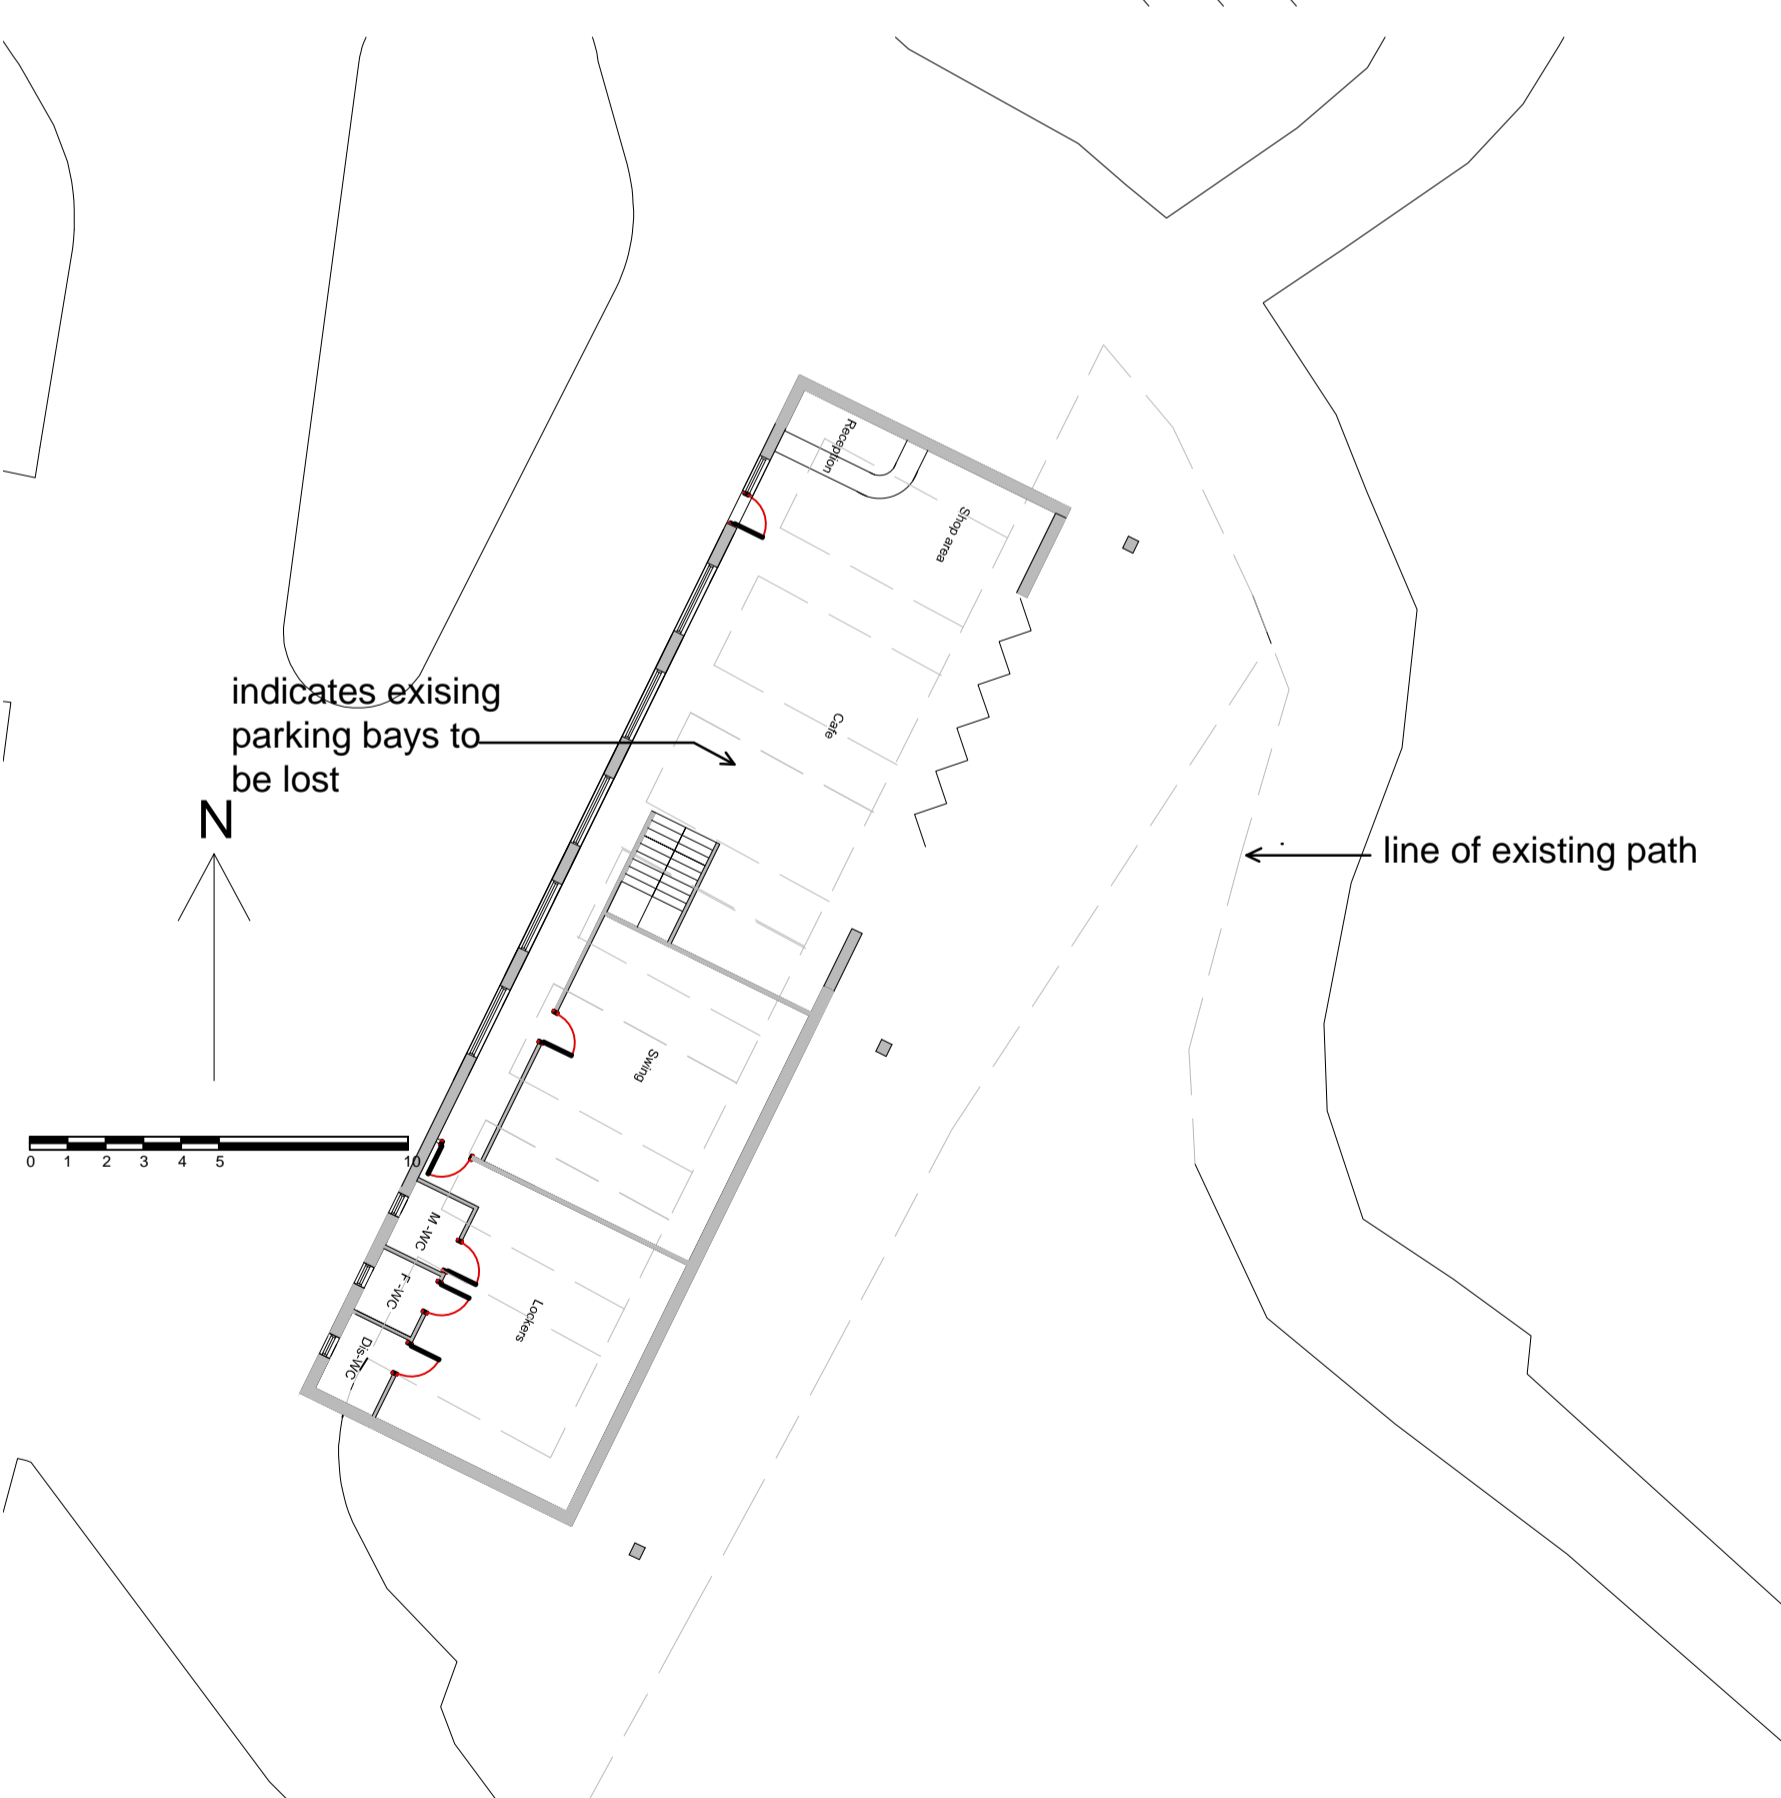 Reception
Shop area
indicates exising
parking bays to
be lost
Cafe
N
line of existing path
Swing
0 1 2 3 4 5 10
M -WC
F -WC
Lockers
Dis-WC